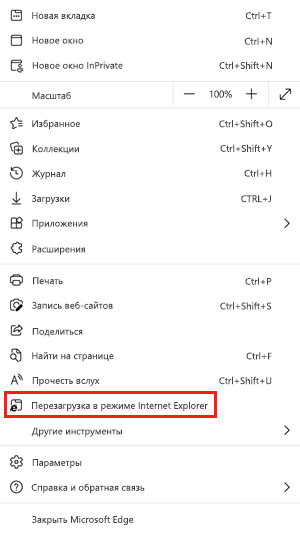 Новая вкладка Ctrl+T
Новое окно Ctrl+N
Новое окно InPrivate Ctrl+Shift+N
Масштаб 100%
Избранное Ctrl+Shift+O
Коллекции Ctrl+Shift+Y
Журнал Ctrl+H
Загрузки CTRL+J
Приложения
Расширения
Печать Ctrl+P
Запись веб-сайтов Ctrl+Shift+S
Поделиться
Найти на странице Ctrl+F
Прочесть вслух Ctrl+Shift+U
Перезагрузка в режиме Internet Explorer
Другие инструменты
Параметры
Справка и обратная связь
Закрыть Microsoft Edge